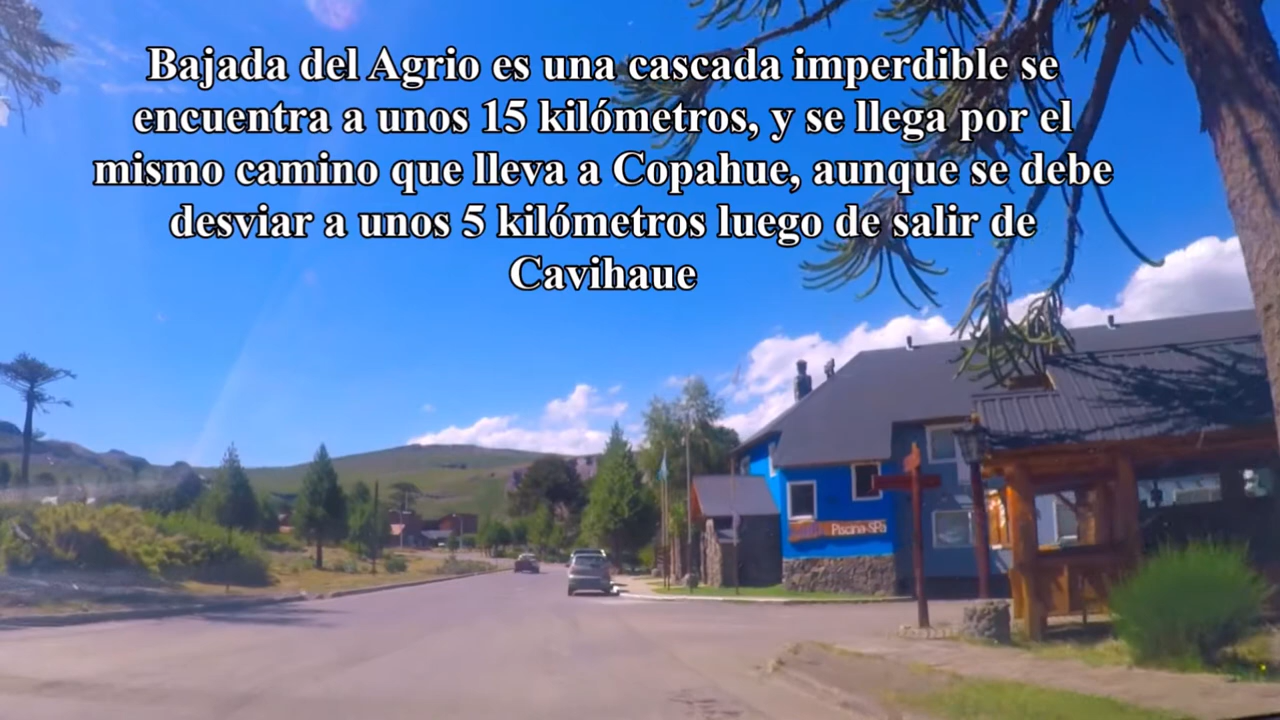 Bajada del Agrio es una cascada imperdible se
encuentra a unos 15 kilómetros, y se llega por el
mismo camino que lleva a Copahue, aunque se debe
desviar a unos 5 kilómetros luego de salir de
Cavihaue
Piscina-SPA